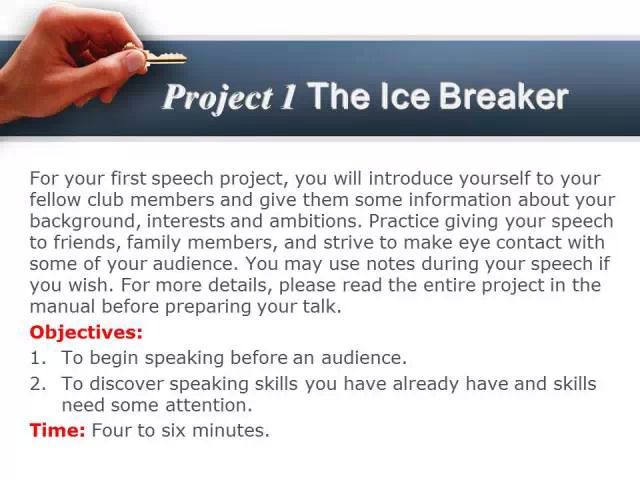 Project 1 The Ice Breaker
For your first speech project, you will introduce yourself to your
fellow club members and give them some information about your
background, interests and ambitions. Practice giving your speech
to friends, family members, and strive to make eye contact with
some of your audience. You may use notes during your speech if
you wish. For more details, please read the entire project in the
manual before preparing your talk.
Objectives:
1. To begin speaking before an audience.
2. To discover speaking skills you have already have and skills
need some attention.
Time: Four to six minutes.